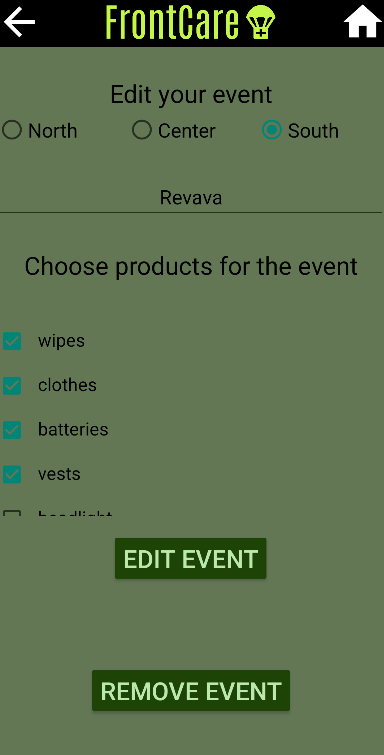 FrontCare
Edit your event
North Center South
Revava
Choose products for the event
wipes
clothes
batteries
vests
headlight
EDIT EVENT
REMOVE EVENT